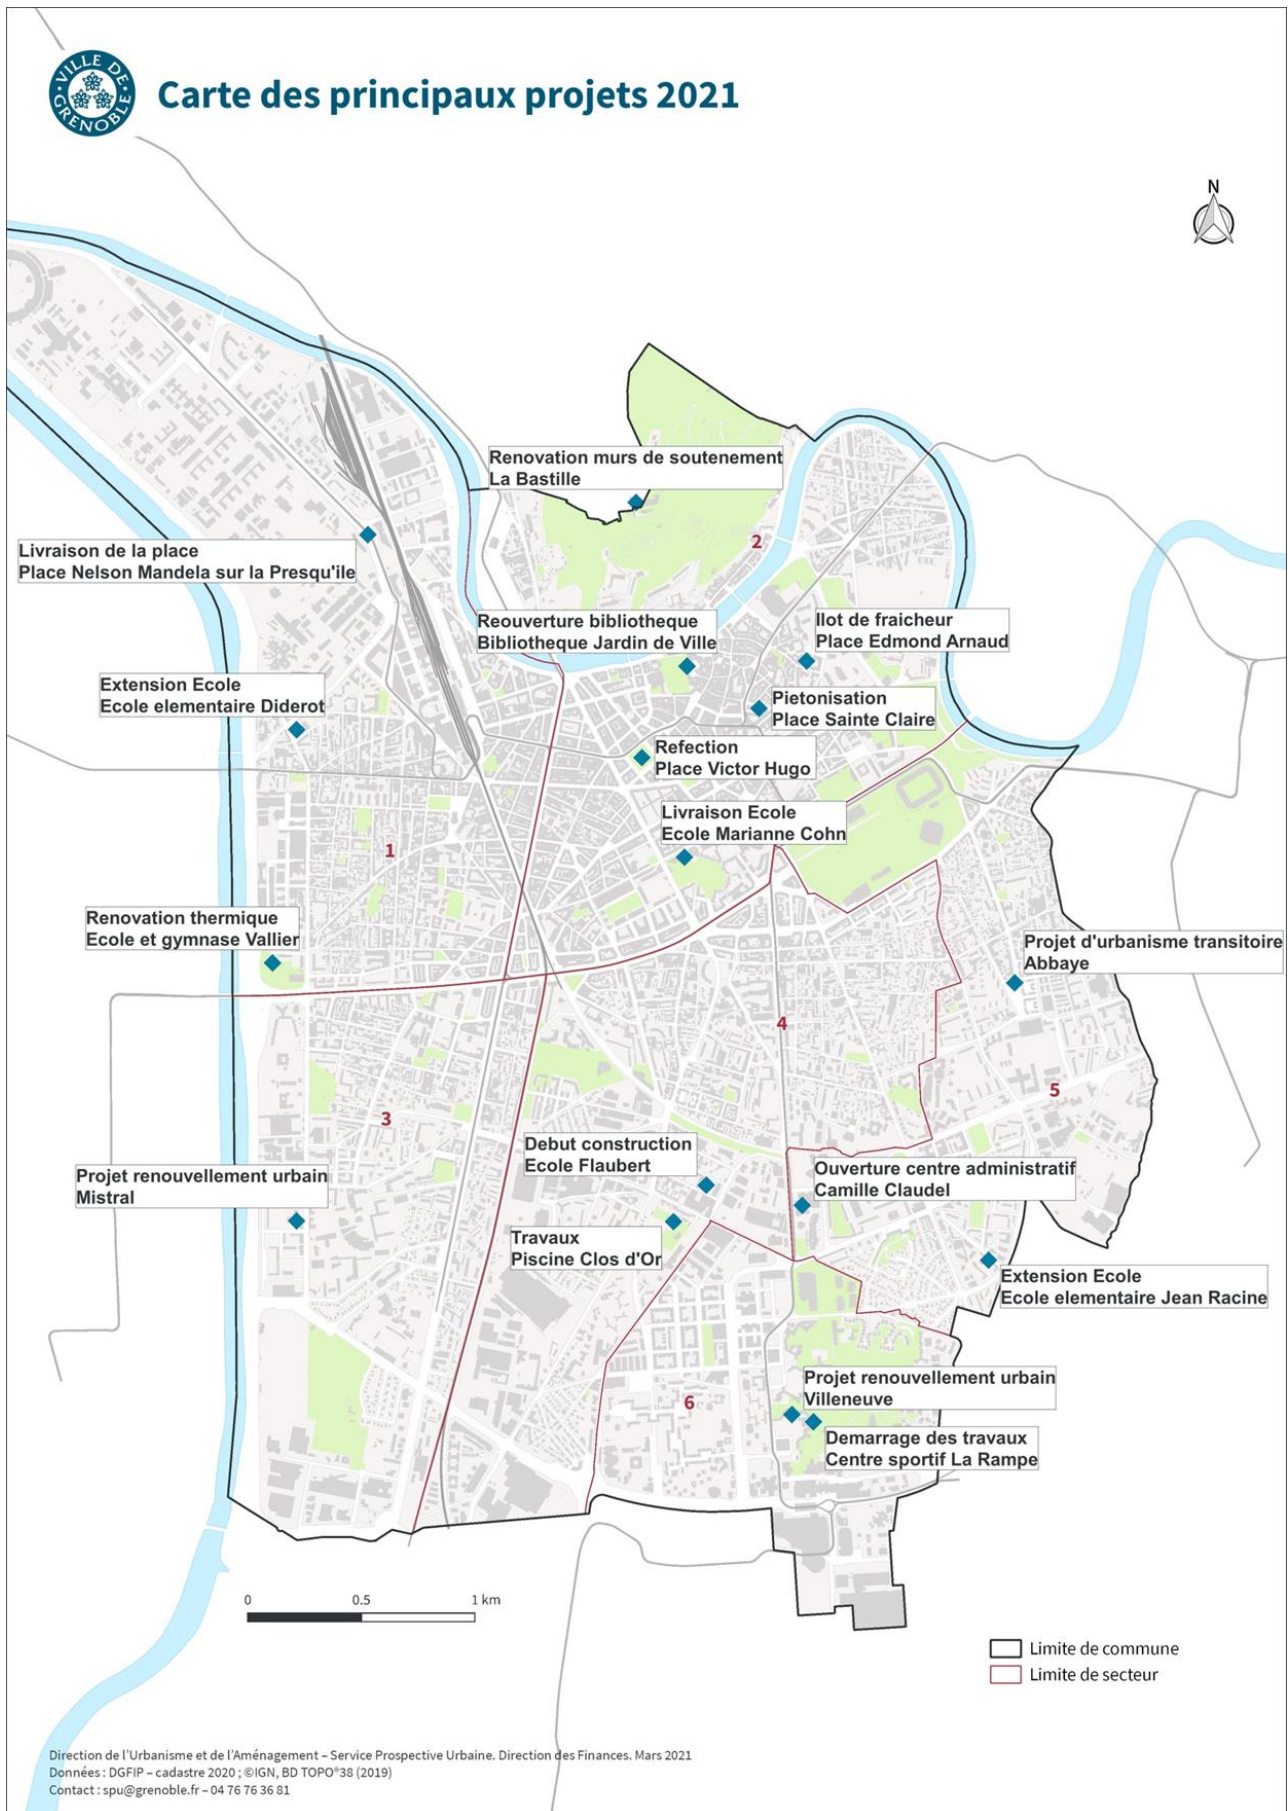 VILLE DE GRENOBLE
Carte des principaux projets 2021
N
Renovation murs de soutenement
La Bastille
2
Livraison de la place
Place Nelson Mandela sur la Presqu'ile
Reouverture bibliotheque
Bibliotheque Jardin de Ville
Ilot de fraicheur
Place Edmond Arnaud
Extension Ecole
Ecole elementaire Diderot
Pietonisation
Place Sainte Claire
Refection
Place Victor Hugo
Livraison Ecole
Ecole Marianne Cohn
1
Renovation thermique
Ecole et gymnase Vallier
Projet d'urbanisme transitoire
Abbaye
4
5
3
Debut construction
Ecole Flaubert
Projet renouvellement urbain
Mistral
Ouverture centre administratif
Camille Claudel
Travaux
Piscine Clos d'Or
Extension Ecole
Ecole elementaire Jean Racine
Projet renouvellement urbain
Villeneuve
6
Demarrage des travaux
Centre sportif La Rampe
0 0.5 1 km
Limite de commune
Limite de secteur
Direction de l'Urbanisme et de l'Aménagement – Service Prospective Urbaine. Direction des Finances. Mars 2021
Données : DGFIP – cadastre 2020 ; ©IGN, BD TOPO®38 (2019)
Contact : spu@grenoble.fr – 04 76 76 36 81